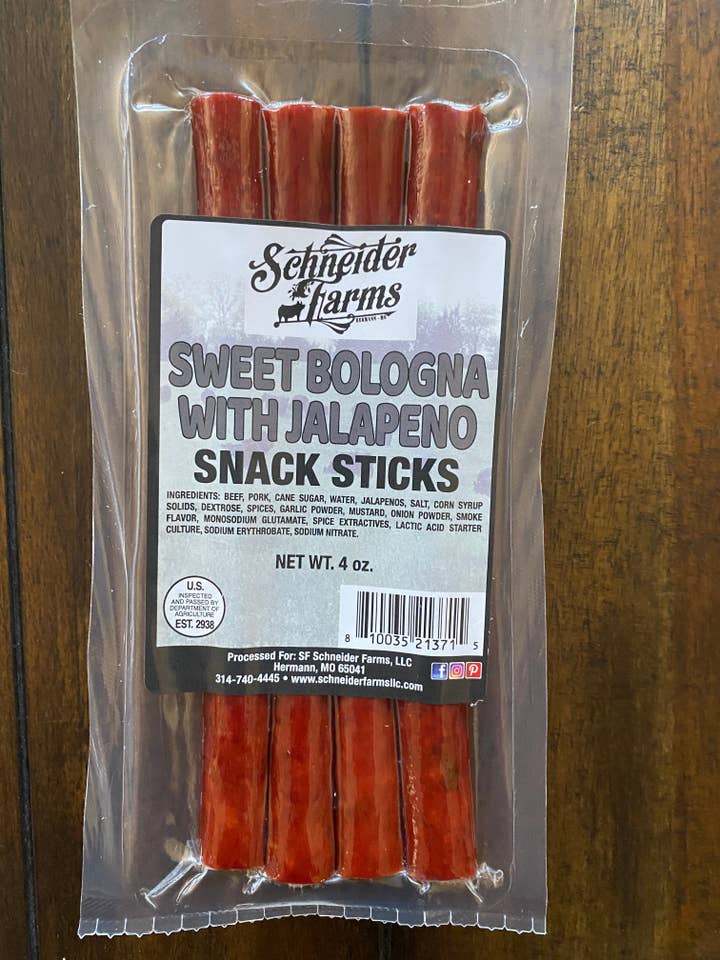 Schneider
Farms
HERMANN - MO
SWEET BOLOGNA
WITH JALAPENO
SNACK STICKS
INGREDIENTS: BEEF, PORK, CANE SUGAR, WATER, JALAPENOS, SALT, CORN SYRUP
SOLIDS, DEXTROSE, SPICES, GARLIC POWDER, MUSTARD, ONION POWDER, SMOKE
FLAVOR, MONOSODIUM GLUTAMATE, SPICE EXTRACTIVES, LACTIC ACID STARTER
CULTURE, SODIUM ERYTHROBATE, SODIUM NITRATE.
NET WT. 4 oz.
U.S.
INSPECTED
AND PASSED BY
DEPARTMENT OF
AGRICULTURE
EST. 2938
8 10035 21371 5
Processed For: SF Schneider Farms, LLC
Hermann, MO 65041
314-740-4445 • www.schneiderfarmsllc.com